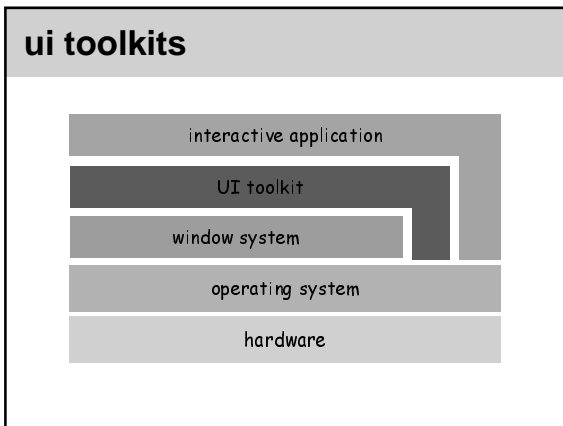 ui toolkits
interactive application
UI toolkit
window system
operating system
hardware